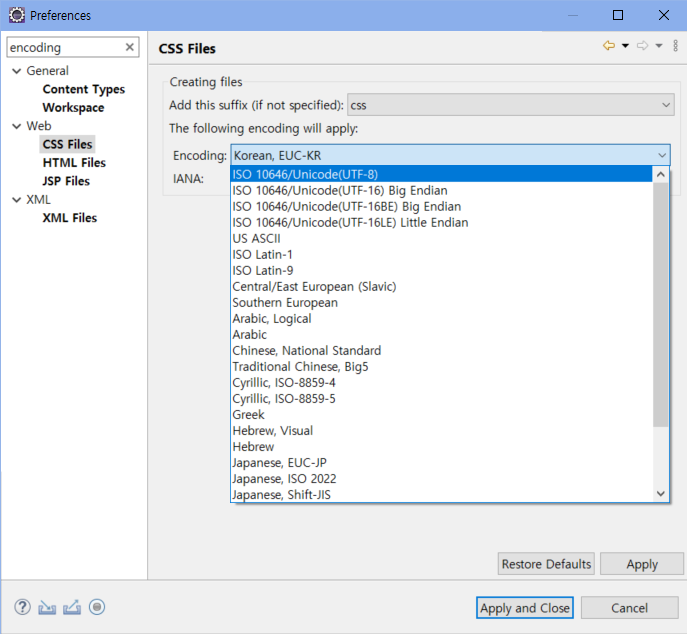 Preferences
encoding
General
Content Types
Workspace
Web
CSS Files
HTML Files
JSP Files
XML
XML Files
CSS Files
Creating files
Add this suffix (if not specified): css
The following encoding will apply:
Encoding: Korean, EUC-KR
IANA:
ISO 10646/Unicode(UTF-8)
ISO 10646/Unicode(UTF-16) Big Endian
ISO 10646/Unicode(UTF-16BE) Big Endian
ISO 10646/Unicode(UTF-16LE) Little Endian
US ASCII
ISO Latin-1
ISO Latin-9
Central/East European (Slavic)
Southern European
Arabic, Logical
Arabic
Chinese, National Standard
Traditional Chinese, Big5
Cyrillic, ISO-8859-4
Cyrillic, ISO-8859-5
Greek
Hebrew, Visual
Hebrew
Japanese, EUC-JP
Japanese, ISO 2022
Japanese, Shift-JIS
Restore Defaults Apply
Apply and Close Cancel